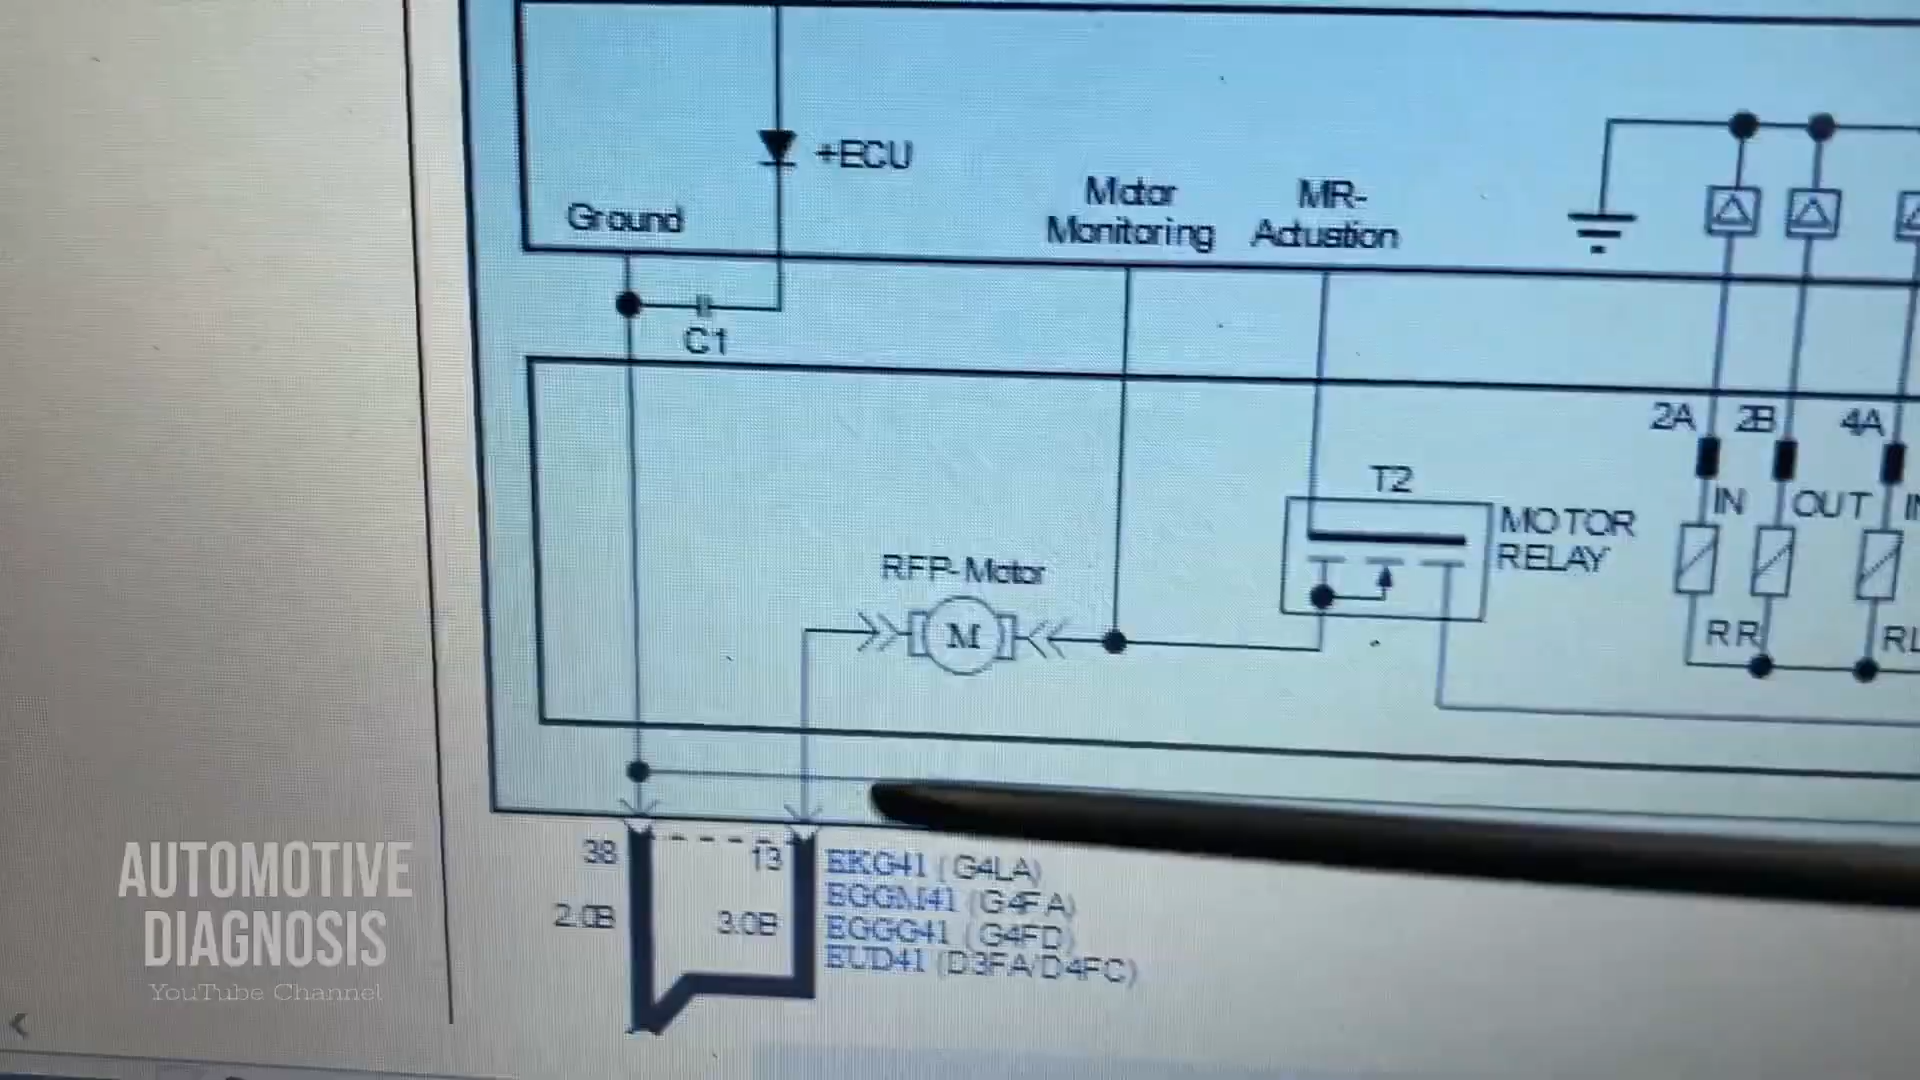 +ECU
Ground
Motor
Monitoring
MR-
Actuation
C1
2A
2B
4A
T2
MOTOR
RELAY
IN
OUT
RFP-Motor
M
RR
38
13
EKG41 (G4LA)
EGGM41 (G4FA)
EGGG41 (G4FD)
EUD41 (D3FA/D4FC)
2.0B
3.0B
AUTOMOTIVE
DIAGNOSIS
YouTube Channel